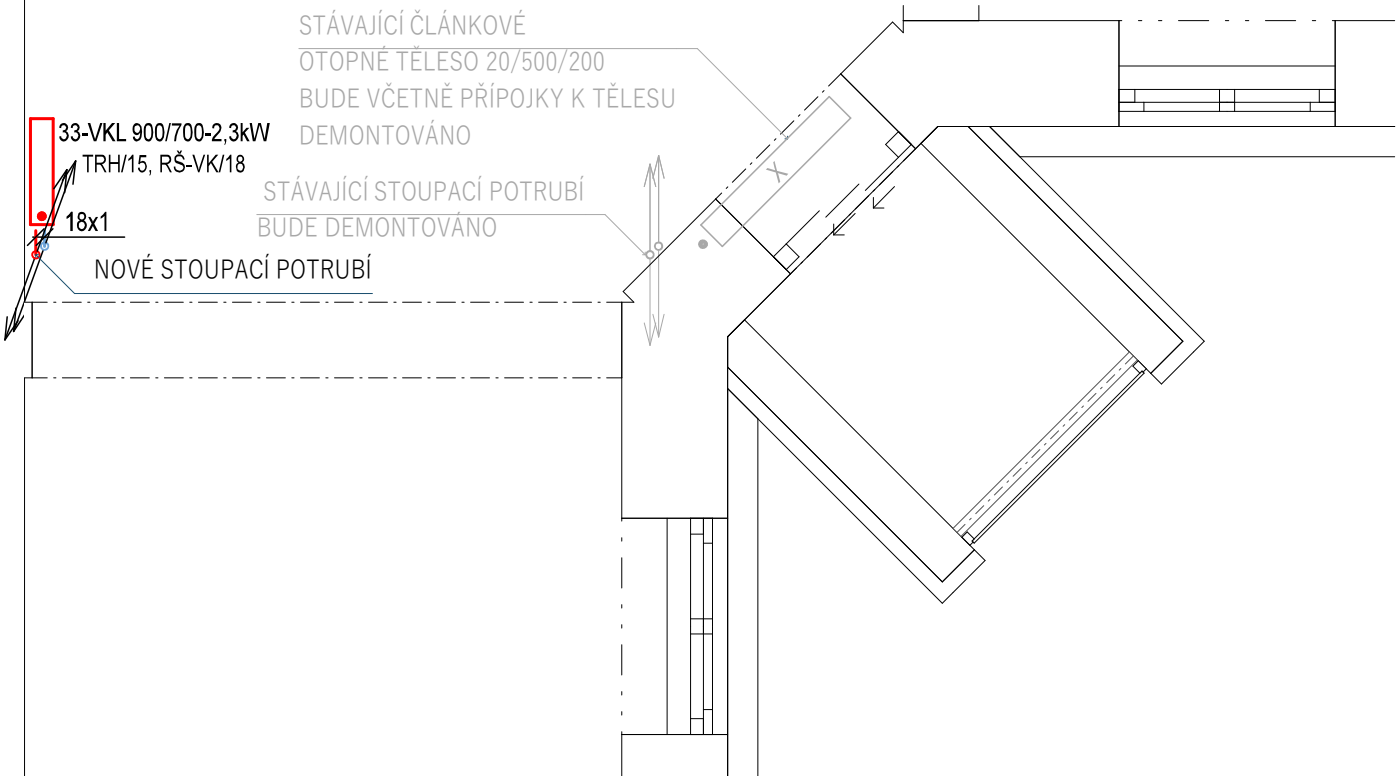 STÁVAJÍCÍ ČLÁNKOVÉ
OTOPNÉ TĚLESO 20/500/200
BUDE VČETNĚ PŘÍPOJKY K TĚLESU
DEMONTOVÁNO
33-VKL 900/700-2,3kW
TRH/15, RŠ-VK/18
X
STÁVAJÍCÍ STOUPACÍ POTRUBÍ
BUDE DEMONTOVÁNO
18x1
NOVÉ STOUPACÍ POTRUBÍ